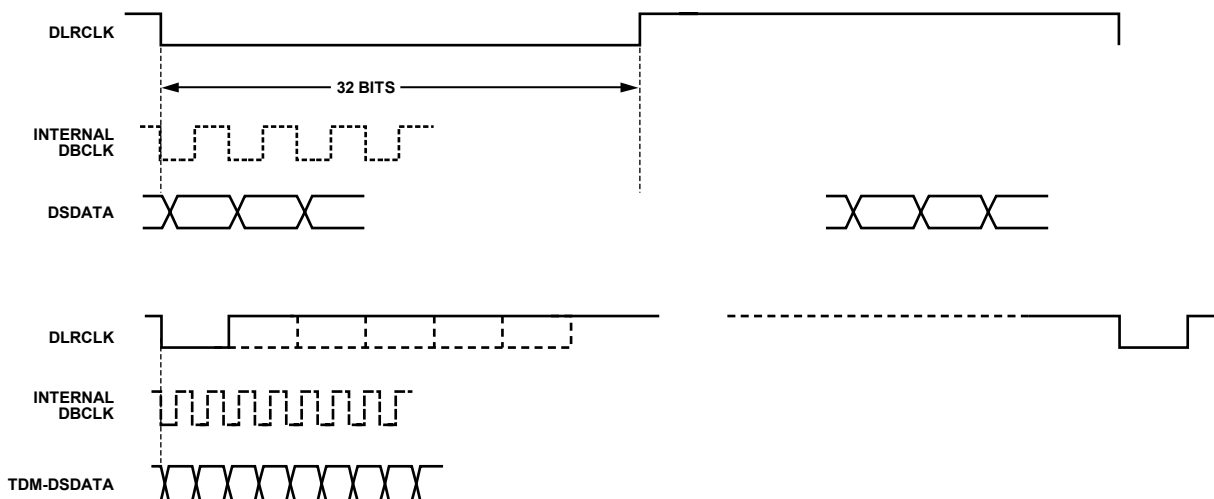 DLRCLK
32 BITS
INTERNAL
DBCLK
DSDATA
DLRCLK
INTERNAL
DBCLK
TDM-DSDATA